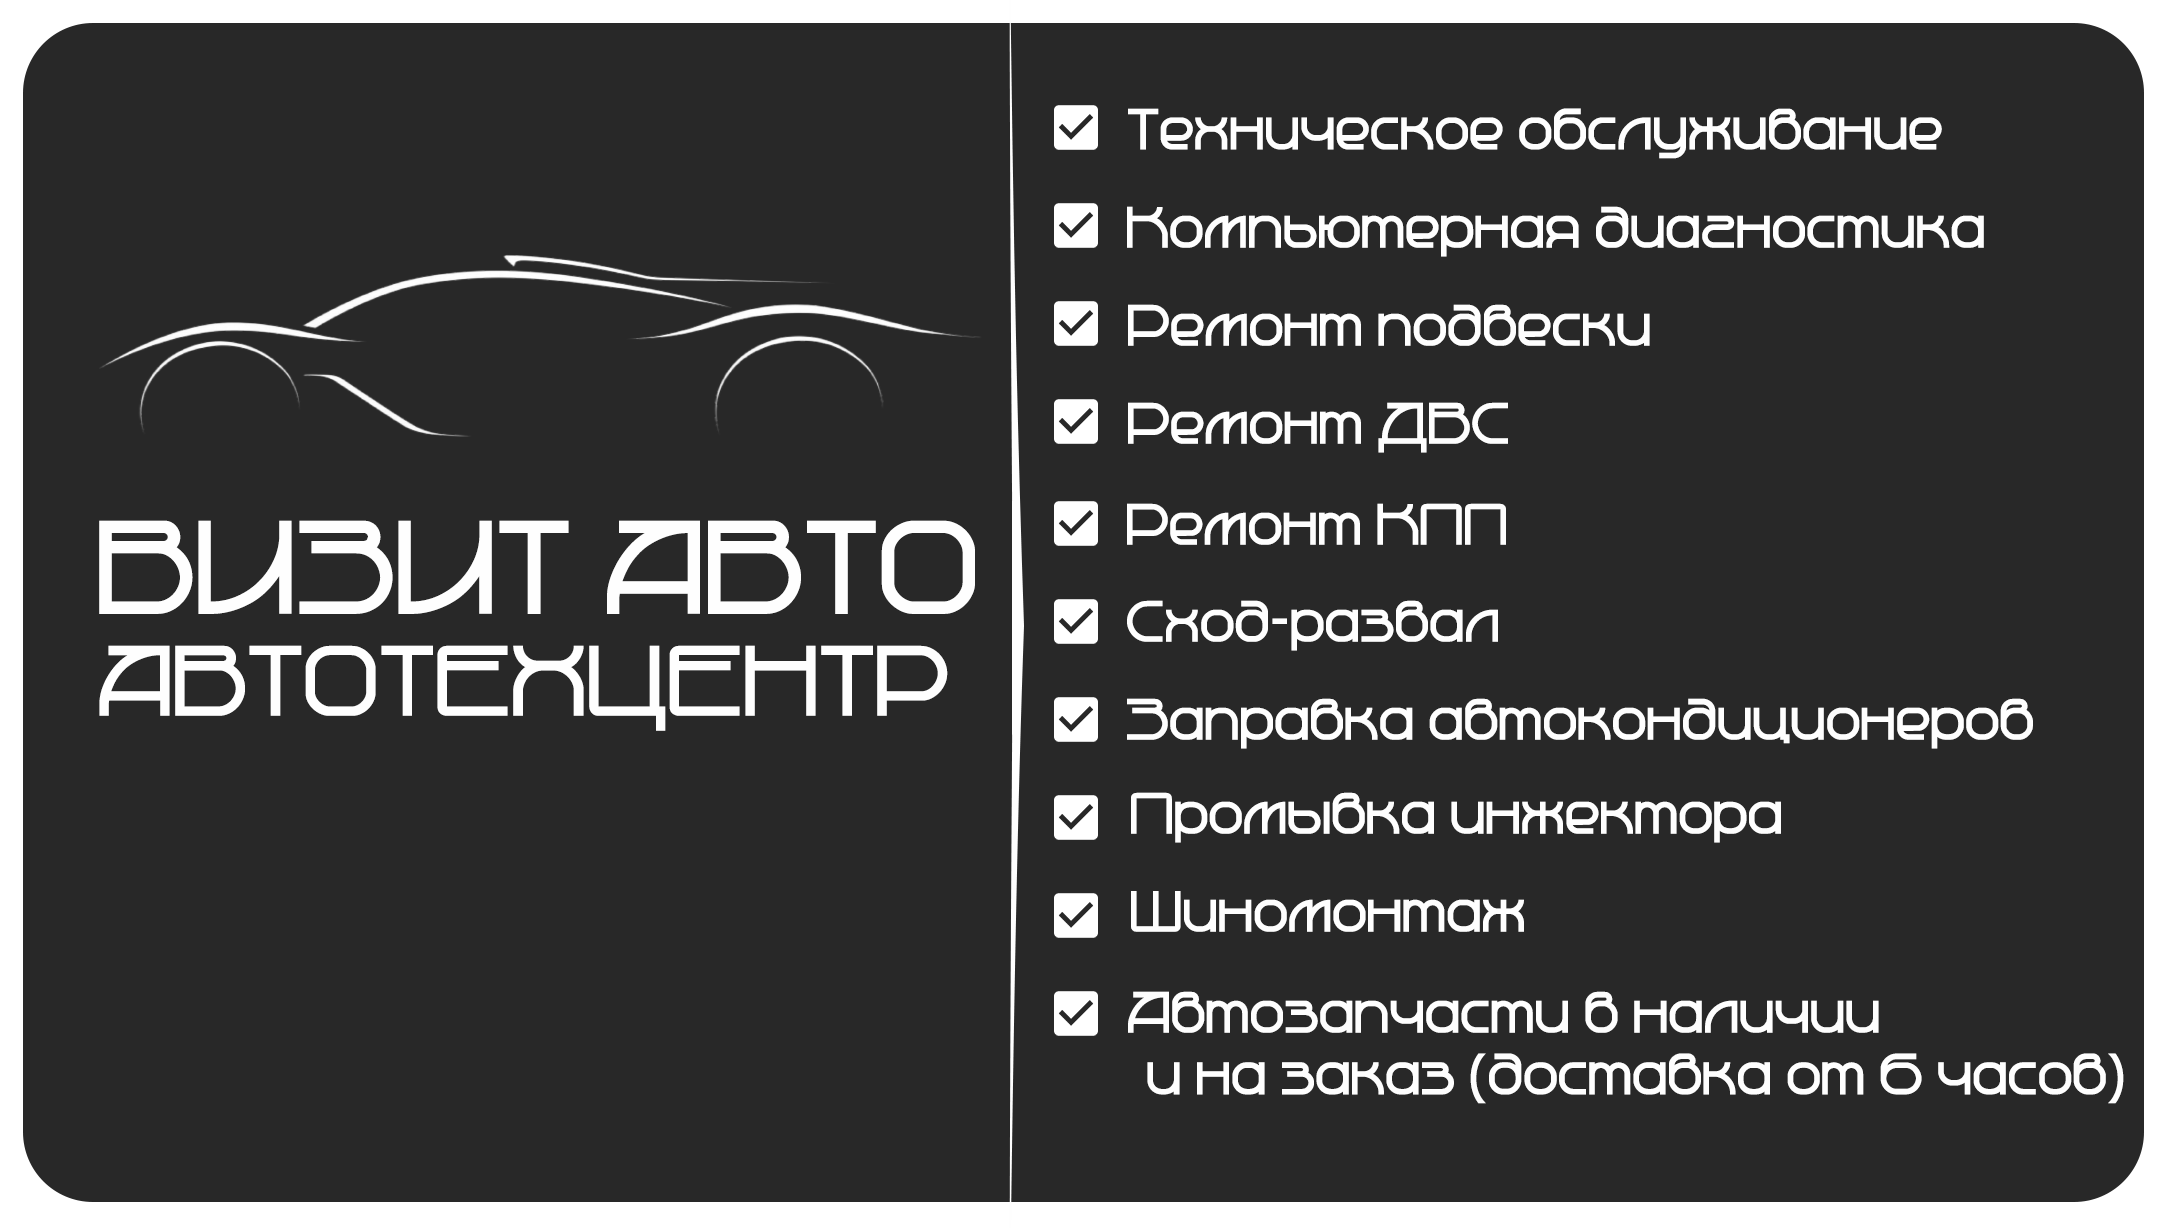 ВИЗИТ АВТО
АВТОТЕХЦЕНТР
Техническое обслуживание
Компьютерная диагностика
Ремонт подвески
Ремонт ДВС
Ремонт КПП
Сход-развал
Заправка автокондиционеров
Промывка инжектора
Шиномонтаж
Автозапчасти в наличии
и на заказ (доставка от 6 часов)